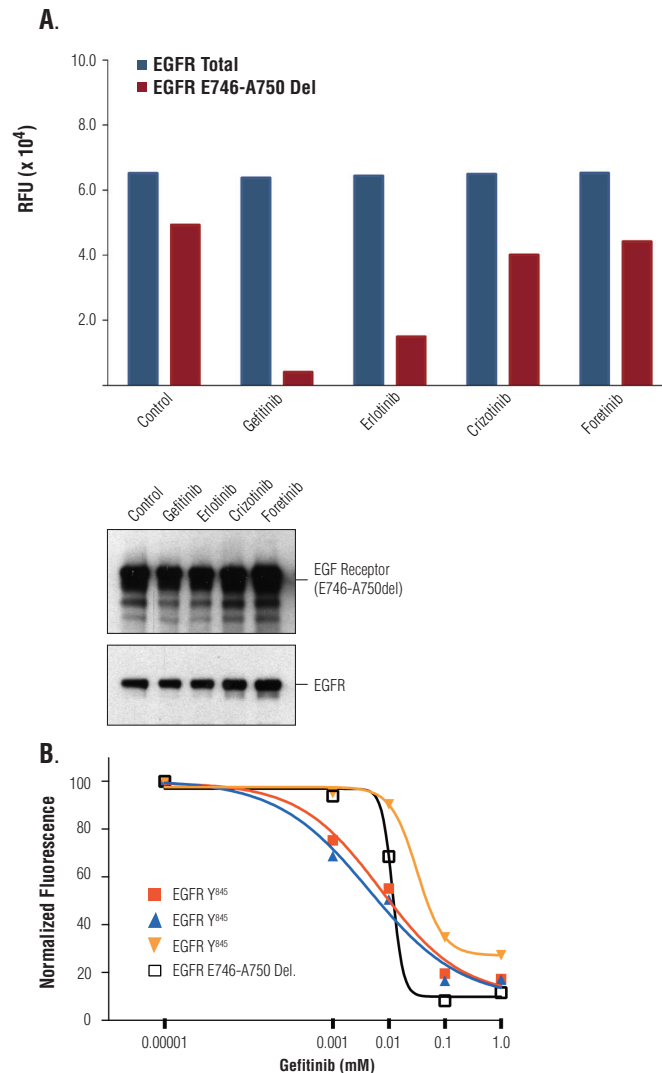 A.
10.0
EGFR Total
EGFR E746-A750 Del
8.0
RFU (x 10⁴)
6.0
4.0
2.0
Control
Gefitinib
Erlotinib
Crizotinib
Foretinib
Control
Gefitinib
Erlotinib
Crizotinib
Foretinib
EGF Receptor
(E746-A750del)
EGFR
B.
100
80
60
40
20
0
Normalized Fluorescence
EGFR Y⁸⁴⁵
EGFR Y⁸⁴⁵
EGFR Y⁸⁴⁵
EGFR E746-A750 Del.
0.00001
0.001
0.01
0.1
1.0
Gefitinib (mM)